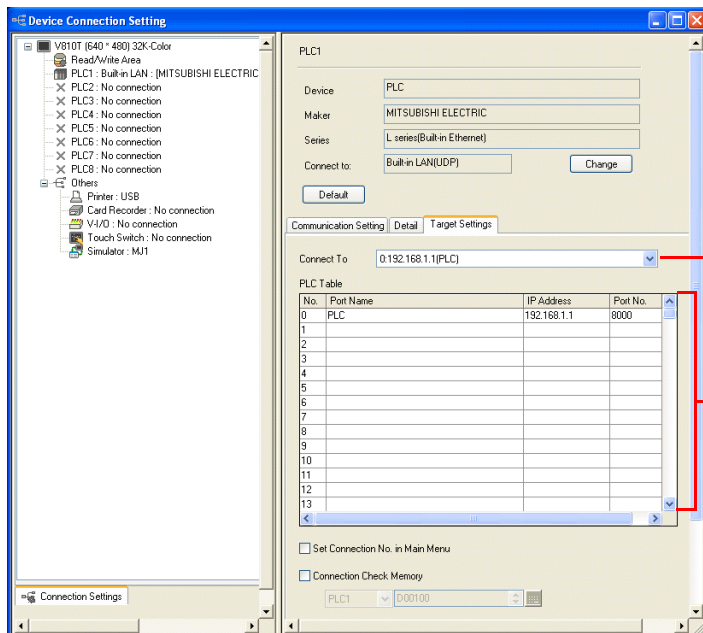 Device Connection Setting
V810T (640 * 480) 32K-Color
Read/Write Area
PLC1 : Built-in LAN : [MITSUBISHI ELECTRIC
PLC2 : No connection
PLC3 : No connection
PLC4 : No connection
PLC5 : No connection
PLC6 : No connection
PLC7 : No connection
PLC8 : No connection
Others
Printer : USB
Card Recorder : No connection
V-I/O : No connection
Touch Switch : No connection
Simulator : MJ1
Connection Settings
PLC1
Device PLC
Maker MITSUBISHI ELECTRIC
Series L series(Built-in Ethernet)
Connect to: Built-in LAN(UDP) Change
Default
Communication Setting Detail Target Settings
Connect To 0:192.168.1.1(PLC)
PLC Table
No. Port Name IP Address Port No.
0 PLC 192.168.1.1 8000
1
2
3
4
5
6
7
8
9
10
11
12
13
Set Connection No. in Main Menu
Connection Check Memory
PLC1 D00100